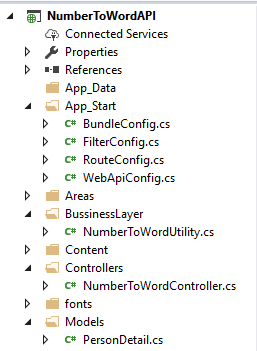 NumberToWordAPI
Connected Services
Properties
References
App_Data
App_Start
C# BundleConfig.cs
C# FilterConfig.cs
C# RouteConfig.cs
C# WebApiConfig.cs
Areas
BussinessLayer
C# NumberToWordUtility.cs
Content
Controllers
C# NumberToWordController.cs
fonts
Models
C# PersonDetail.cs